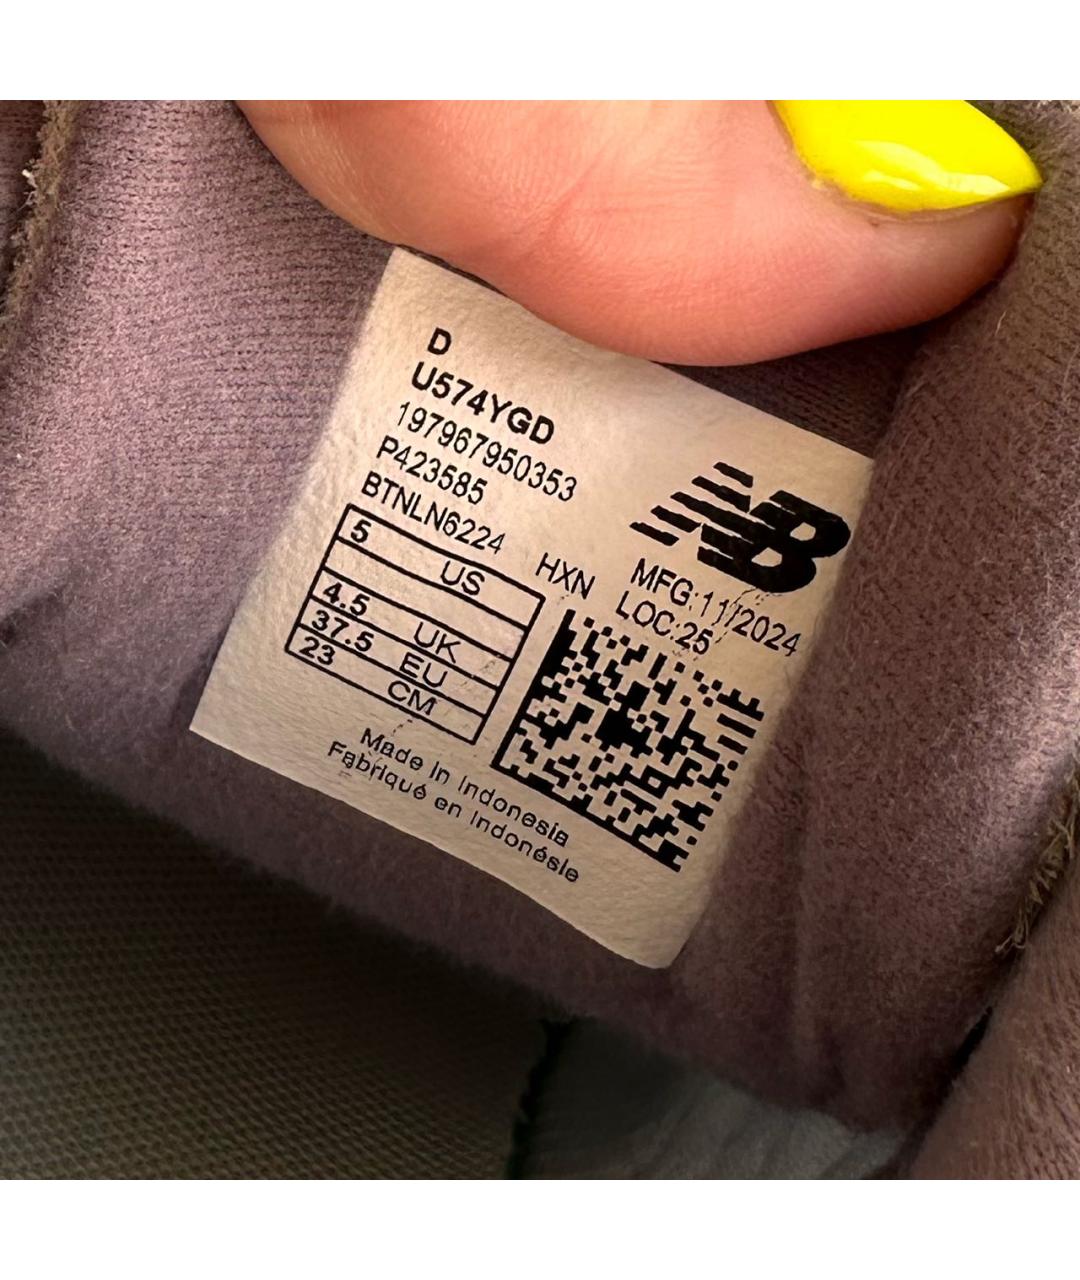 D
U574YGD
197967950353
P423585
BTNLN6224
HXN
NB
MFG:11/2024
LOC:25
5 US
4.5 UK
37.5 EU
23 CM
Made in Indonesia
Fabriqué en Indonésie